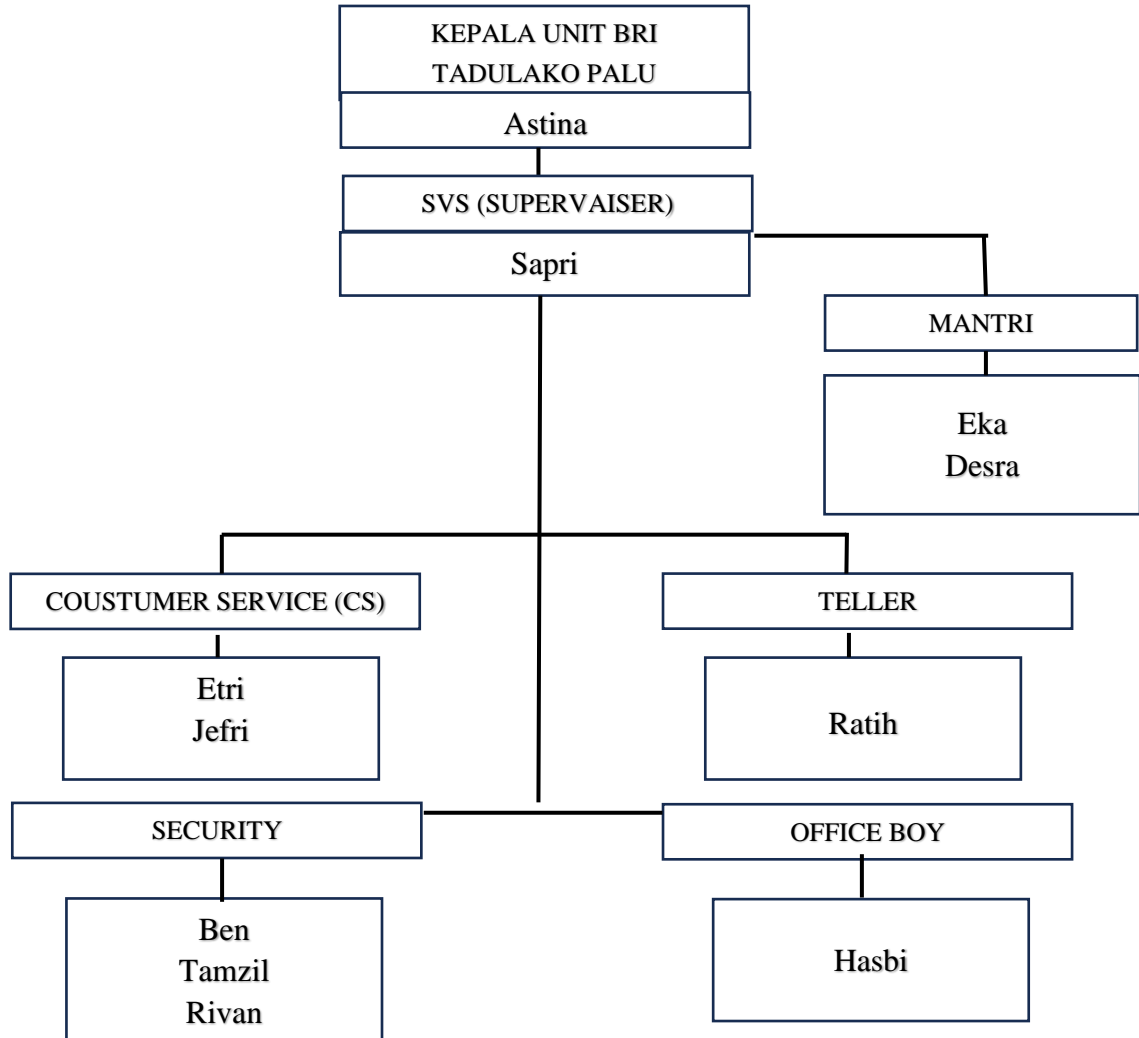 KEPALA UNIT BRI
TADULAKO PALU
Astina
SVS (SUPERVAISER)
Sapri
MANTRI
Eka
Desra
COUSTUMER SERVICE (CS)
TELLER
Etri
Jefri
Ratih
SECURITY
OFFICE BOY
Ben
Tamzil
Rivan
Hasbi